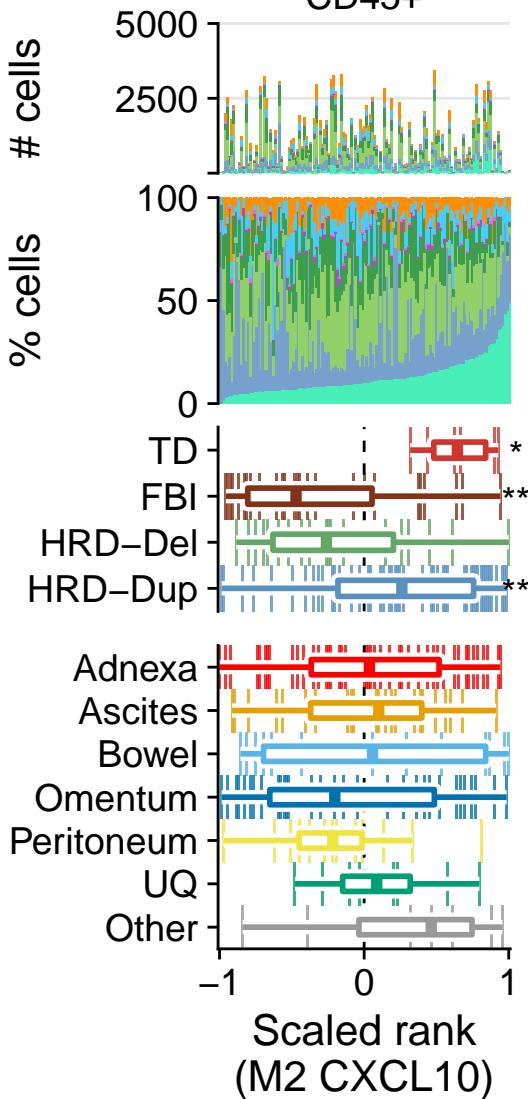 CD45+
5000
2500
# cells
100
50
0
% cells
TD *
FBI **
HRD−Del
HRD−Dup **
Adnexa
Ascites
Bowel
Omentum
Peritoneum
UQ
Other
−1 0 1
Scaled rank
(M2 CXCL10)